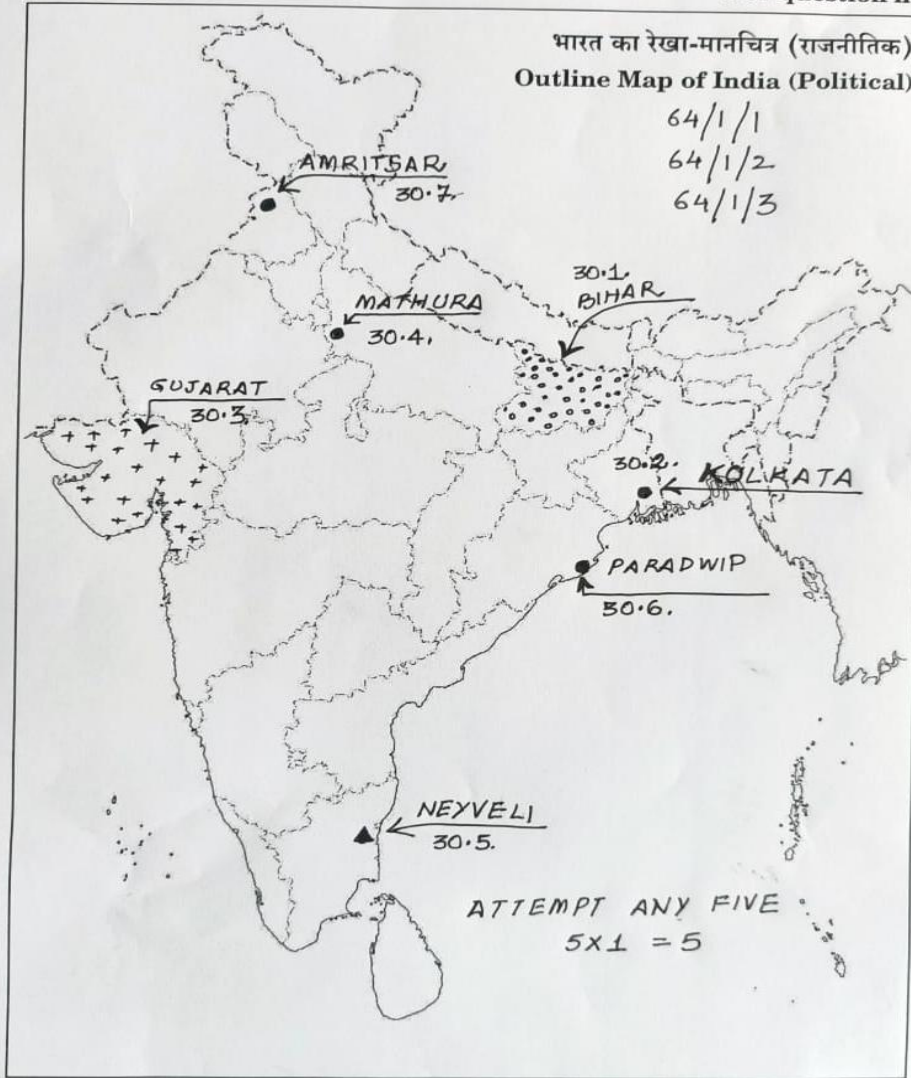 भारत का रेखा-मानचित्र (राजनीतिक)
Outline Map of India (Political)
64/1/1
64/1/2
64/1/3
AMRITSAR
30.7.
30.1.
BIHAR
MATHURA
30.4.
GUJARAT
30.3.
30.2.
KOLKATA
PARADWIP
30.6.
NEYVELI
30.5.
ATTEMPT ANY FIVE
5×1 = 5